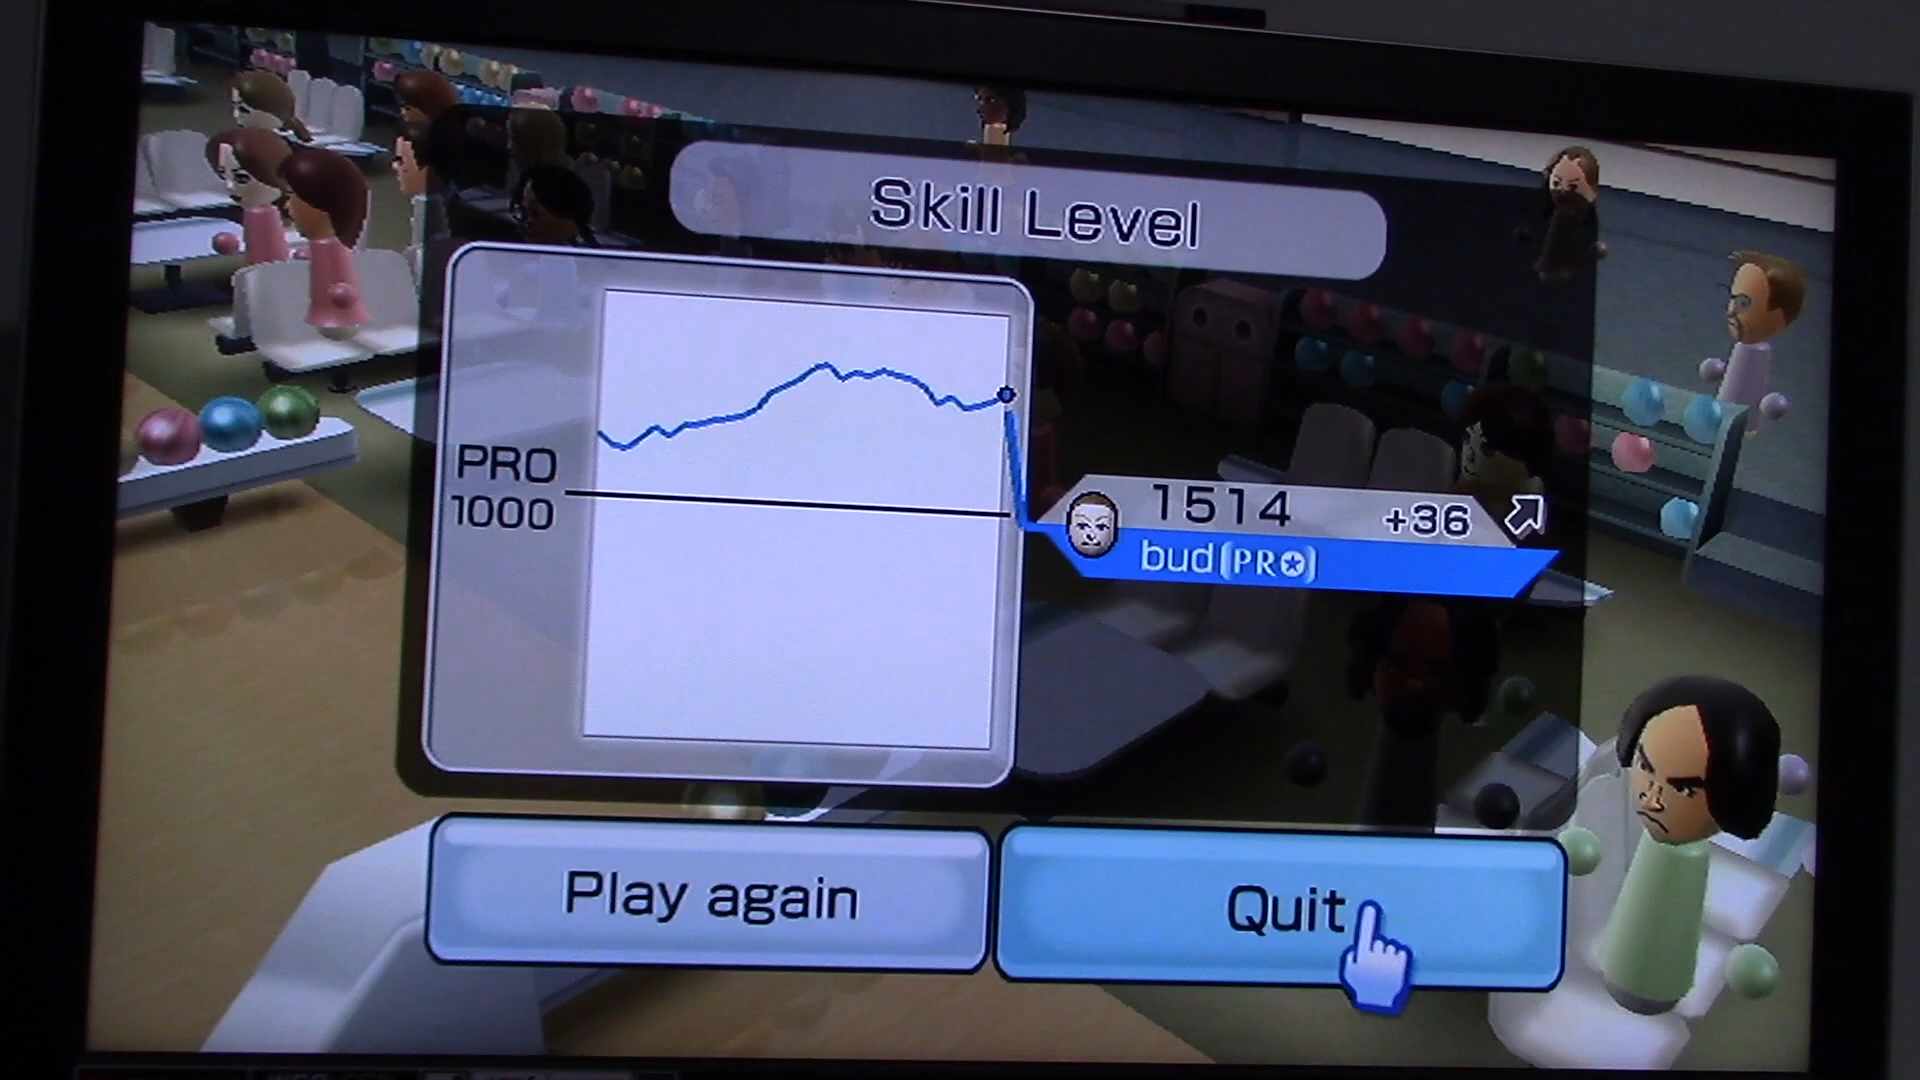 Skill Level
PRO
1000
1514 +36
bud(PRO)
Play again
Quit